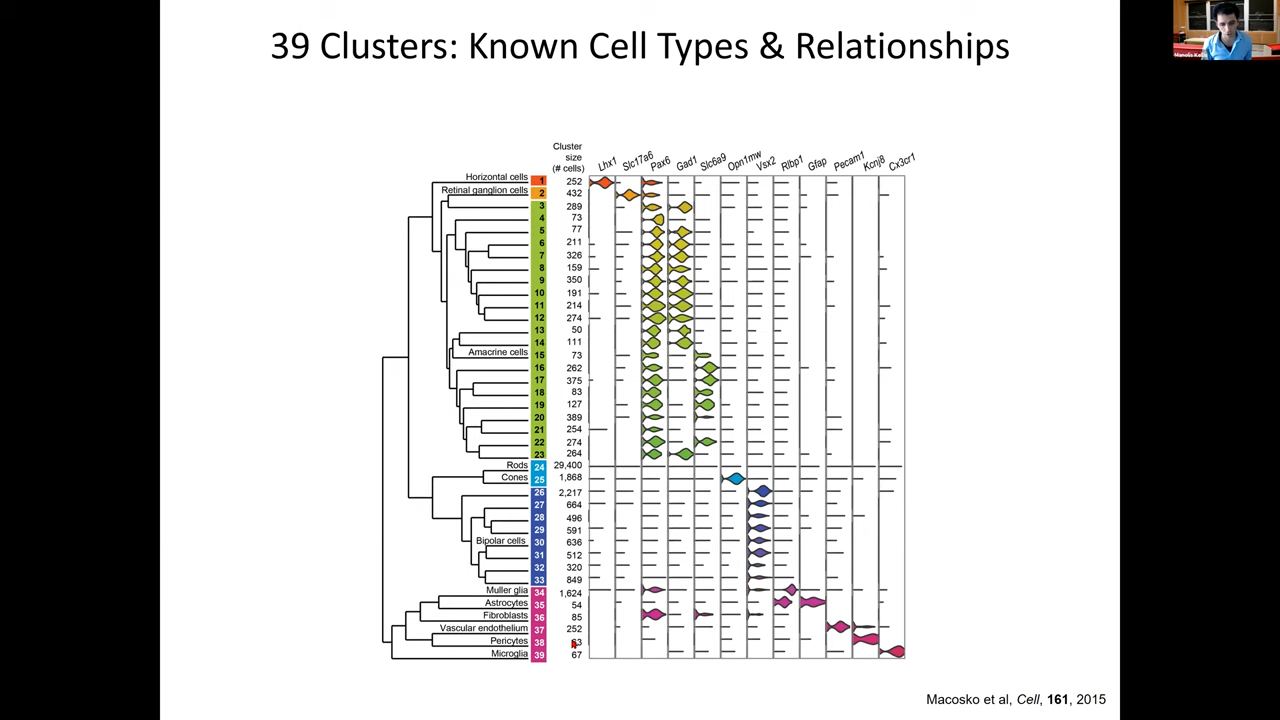 39 Clusters: Known Cell Types & Relationships
Cluster size (# cells)
Lhx1 Slc17a6 Pax6 Gad1 Slc6a9 Opn1mw Vsx2 Rlbp1 Gfap Pecam1 Kcnj8 Cx3cr1
Horizontal cells 1 252
Retinal ganglion cells 2 432
3 289
4 73
5 77
6 211
7 326
8 159
9 350
10 191
11 214
12 274
13 50
14 111
Amacrine cells 15 73
16 262
17 375
18 83
19 127
20 389
21 254
22 274
23 264
Rods 24 29,400
Cones 25 1,868
26 2,217
27 664
28 496
29 591
Bipolar cells 30 636
31 512
32 320
33 849
Muller glia 34 1,624
Astrocytes 35 54
Fibroblasts 36 85
Vascular endothelium 37 252
Pericytes 38
Microglia 39 67
Macosko et al, Cell, 161, 2015
Manolis